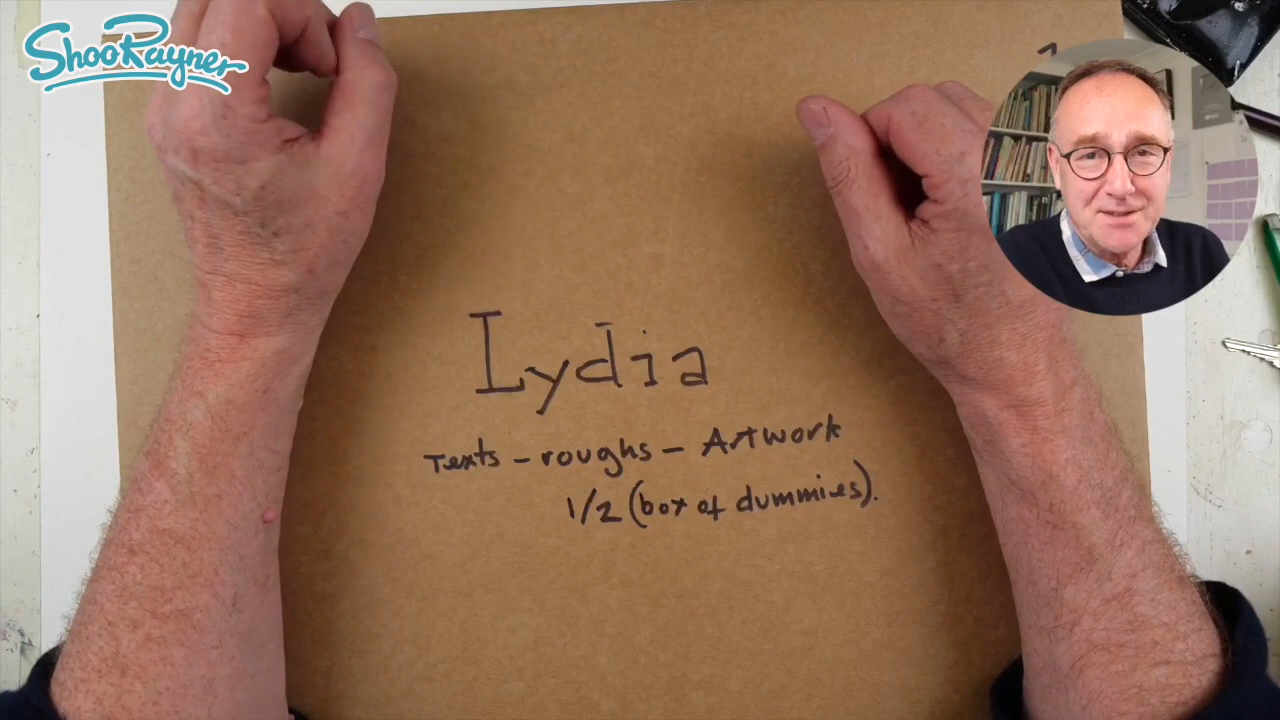 ShooRayner
Lydia
Texts - roughs - Artwork
1/2 (box of dummies).